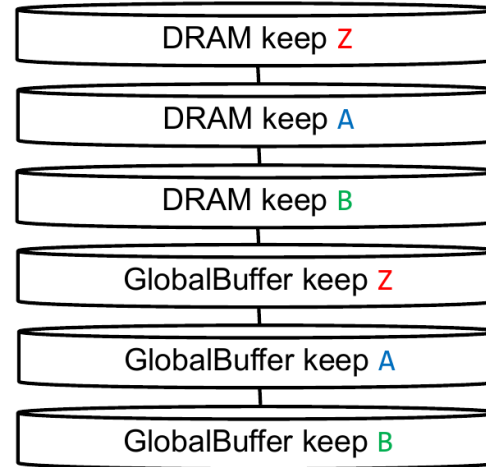 DRAM keep Z
DRAM keep A
DRAM keep B
GlobalBuffer keep Z
GlobalBuffer keep A
GlobalBuffer keep B